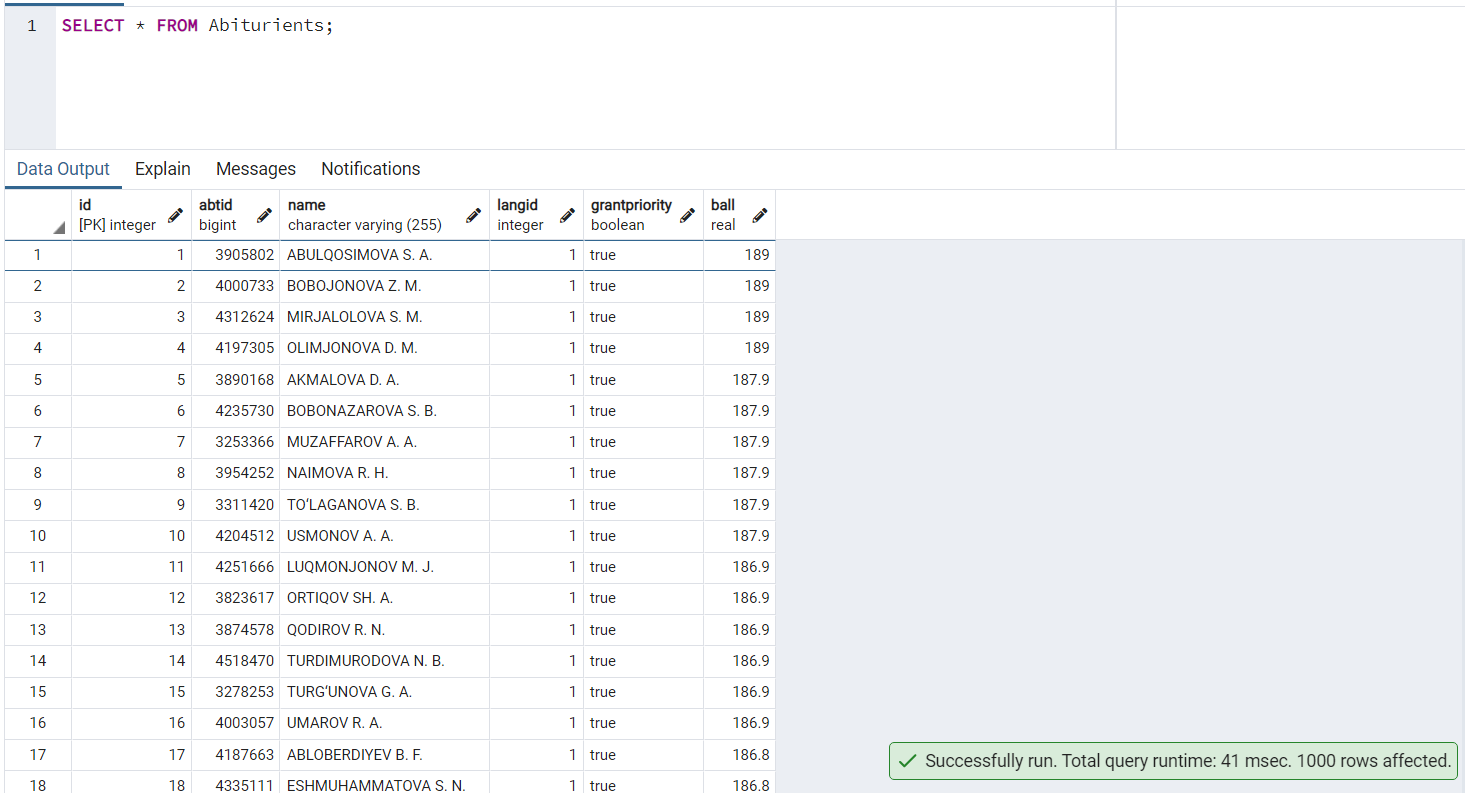 1 SELECT * FROM Abiturients;
Data Output Explain Messages Notifications
id abtid name langid grantpriority ball
[PK] integer bigint character varying (255) integer boolean real
1 1 3905802 ABULQOSIMOVA S. A. 1 true 189
2 2 4000733 BOBOJONOVA Z. M. 1 true 189
3 3 4312624 MIRJALOLOVA S. M. 1 true 189
4 4 4197305 OLIMJONOVA D. M. 1 true 189
5 5 3890168 AKMALOVA D. A. 1 true 187.9
6 6 4235730 BOBONAZAROVA S. B. 1 true 187.9
7 7 3253366 MUZAFFAROV A. A. 1 true 187.9
8 8 3954252 NAIMOVA R. H. 1 true 187.9
9 9 3311420 TO‘LAGANOVA S. B. 1 true 187.9
10 10 4204512 USMONOV A. A. 1 true 187.9
11 11 4251666 LUQMONJONOV M. J. 1 true 186.9
12 12 3823617 ORTIQOV SH. A. 1 true 186.9
13 13 3874578 QODIROV R. N. 1 true 186.9
14 14 4518470 TURDIMURODOVA N. B. 1 true 186.9
15 15 3278253 TURG‘UNOVA G. A. 1 true 186.9
16 16 4003057 UMAROV R. A. 1 true 186.9
17 17 4187663 ABLOBERDIYEV B. F. 1 true 186.8
Successfully run. Total query runtime: 41 msec. 1000 rows affected.
18 18 4335111 ESHMUHAMMATOVA S. N. 1 true 186.8